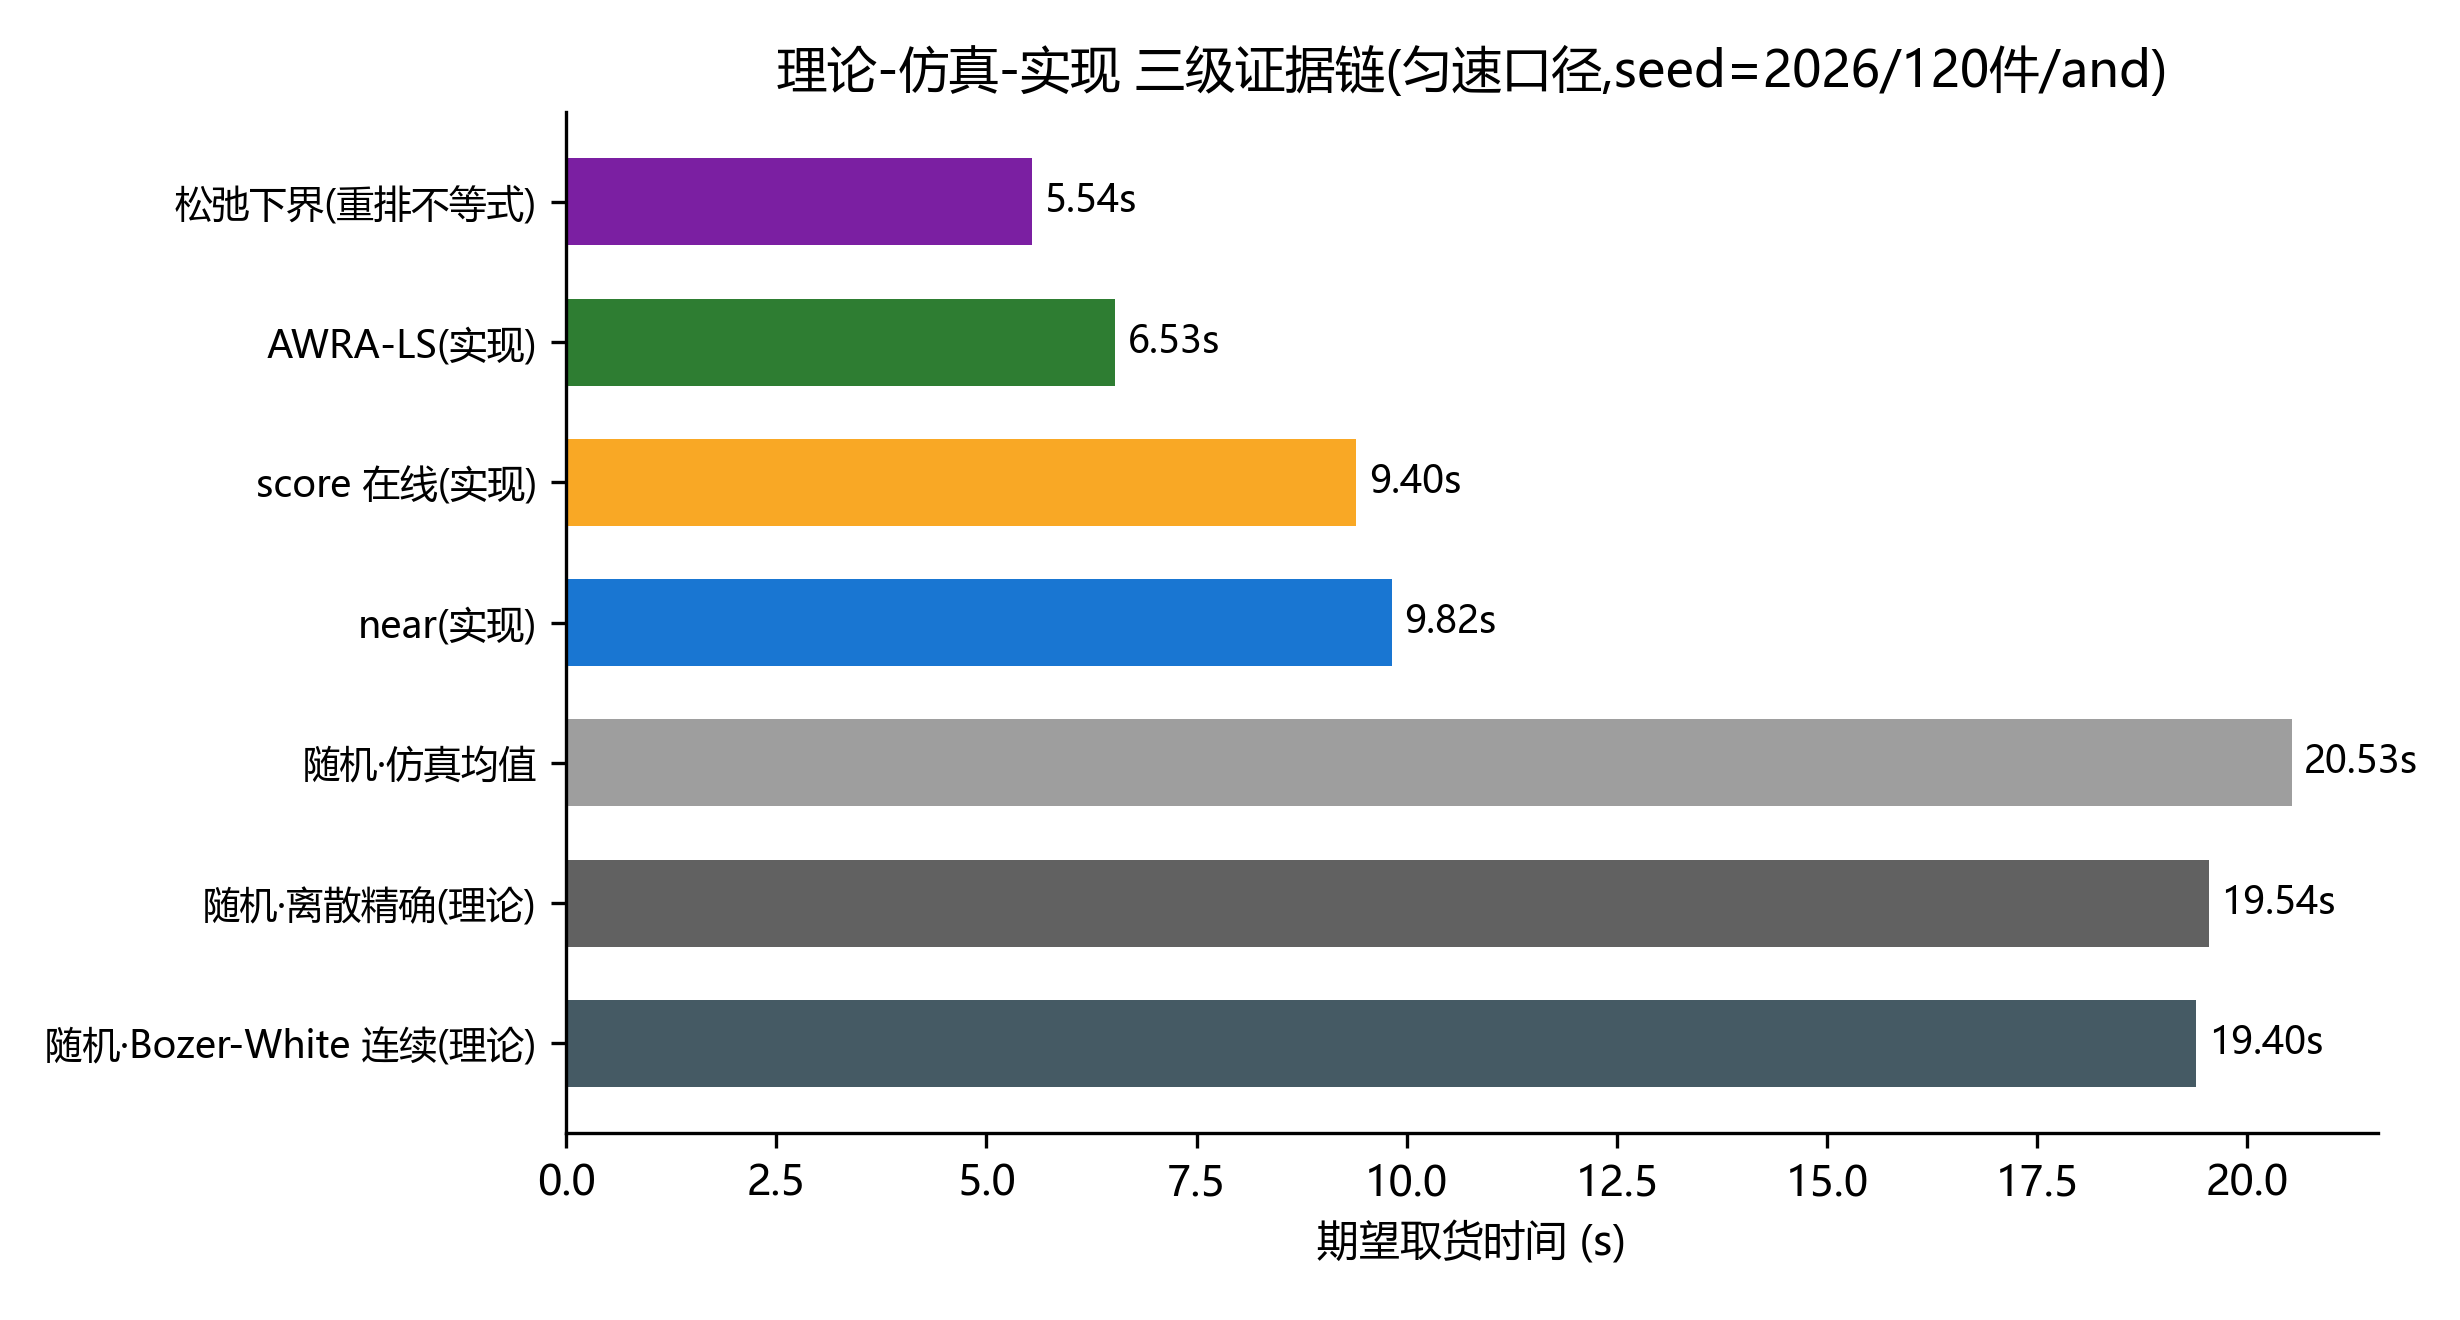 理论-仿真-实现 三级证据链(匀速口径,seed=2026/120件/and)
松弛下界(重排不等式)
5.54s
AWRA-LS(实现)
6.53s
score 在线(实现)
9.40s
near(实现)
9.82s
随机·仿真均值
20.53s
随机·离散精确(理论)
19.54s
随机·Bozer-White 连续(理论)
19.40s
0.0 2.5 5.0 7.5 10.0 12.5 15.0 17.5 20.0
期望取货时间 (s)